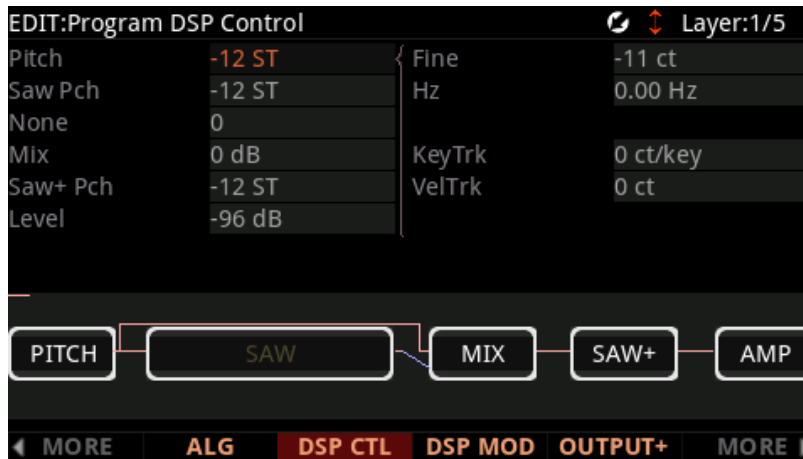 EDIT:Program DSP Control Layer:1/5
Pitch -12 ST Fine -11 ct
Saw Pch -12 ST Hz 0.00 Hz
None 0
Mix 0 dB KeyTrk 0 ct/key
Saw+ Pch -12 ST VelTrk 0 ct
Level -96 dB
PITCH SAW MIX SAW+ AMP
MORE ALG DSP CTL DSP MOD OUTPUT+ MORE